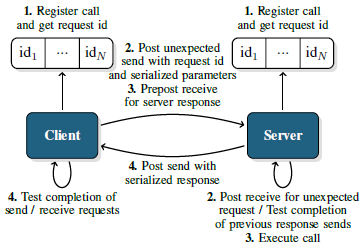 1. Register call
and get request id
1. Register call
and get request id
id1 ... idN
2. Post unexpected
send with request id
and serialized parameters
3. Prepost receive
for server response
id1 ... idN
Client
Server
4. Post send with
serialized response
4. Test completion of
send / receive requests
2. Post receive for unexpected
request / Test completion
of previous response sends
3. Execute call